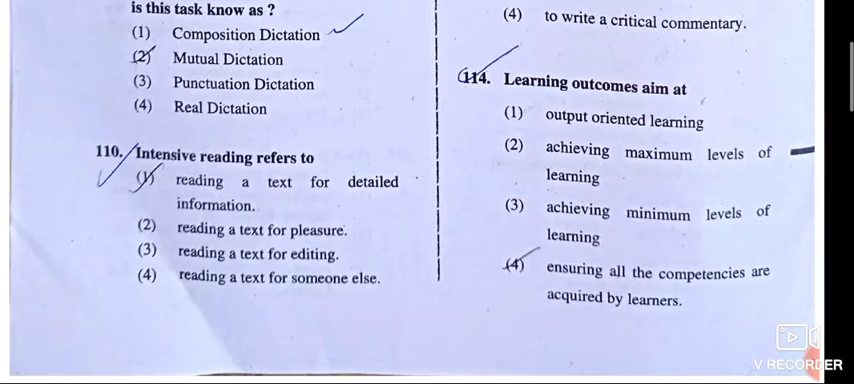 is this task know as ?
(1) Composition Dictation
(2) Mutual Dictation
(3) Punctuation Dictation
(4) Real Dictation
110. Intensive reading refers to
(1) reading a text for detailed
information.
(2) reading a text for pleasure.
(3) reading a text for editing.
(4) reading a text for someone else.
(4) to write a critical commentary.
114. Learning outcomes aim at
(1) output oriented learning
(2) achieving maximum levels of
learning
(3) achieving minimum levels of
learning
(4) ensuring all the competencies are
acquired by learners.
V RECORDER